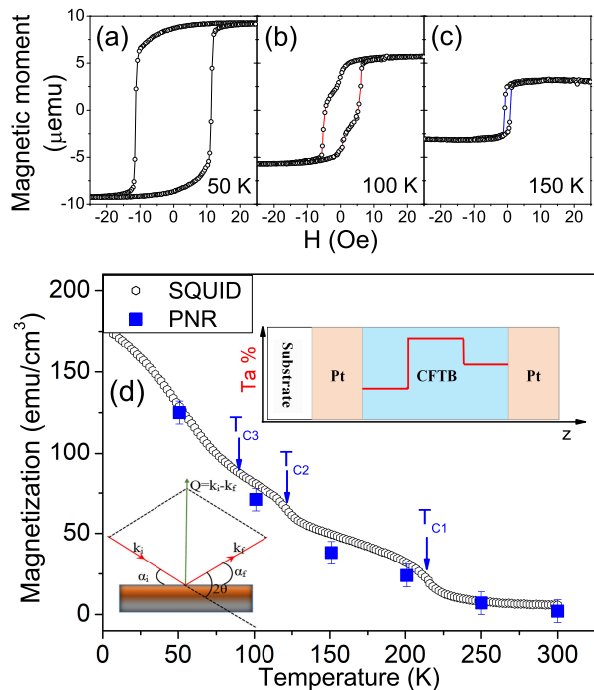 (a)
(b)
(c)
Magnetic moment
(μemu)
10
5
0
-5
-10
50 K
100 K
150 K
-20 -10 0 10 20
-20 -10 0 10 20
-20 -10 0 10 20
H (Oe)
SQUID
PNR
(d)
Magnetization (emu/cm³)
200
150
100
50
0
Ta %
Substrate
Pt
CFTB
Pt
z
T_C3
T_C2
T_C1
Q=k_i-k_f
k_i
k_f
α_i
α_f
2θ
0 50 100 150 200 250 300
Temperature (K)